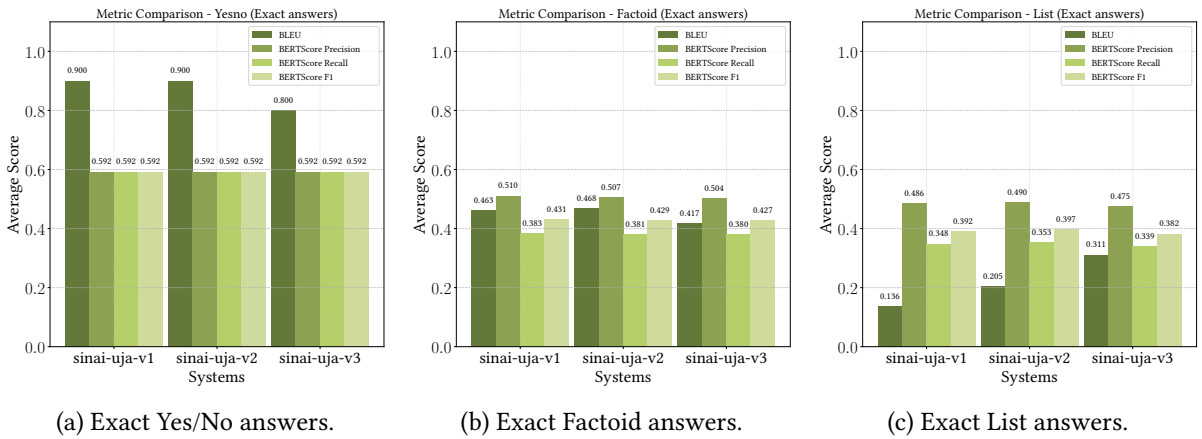 Metric Comparison - Yesno (Exact answers)
BLEU
BERTScore Precision
BERTScore Recall
BERTScore F1
1.0
0.8
0.6
0.4
0.2
0.0
Average Score
0.900
0.592
0.592
0.592
0.900
0.592
0.592
0.592
0.800
0.592
0.592
0.592
sinai-uja-v1
sinai-uja-v2
sinai-uja-v3
Systems
(a) Exact Yes/No answers.
Metric Comparison - Factoid (Exact answers)
BLEU
BERTScore Precision
BERTScore Recall
BERTScore F1
1.0
0.8
0.6
0.4
0.2
0.0
Average Score
0.463
0.510
0.383
0.431
0.468
0.507
0.381
0.429
0.417
0.504
0.380
0.427
sinai-uja-v1
sinai-uja-v2
sinai-uja-v3
Systems
(b) Exact Factoid answers.
Metric Comparison - List (Exact answers)
BLEU
BERTScore Precision
BERTScore Recall
BERTScore F1
1.0
0.8
0.6
0.4
0.2
0.0
Average Score
0.136
0.486
0.348
0.392
0.205
0.490
0.353
0.397
0.311
0.475
0.339
0.382
sinai-uja-v1
sinai-uja-v2
sinai-uja-v3
Systems
(c) Exact List answers.